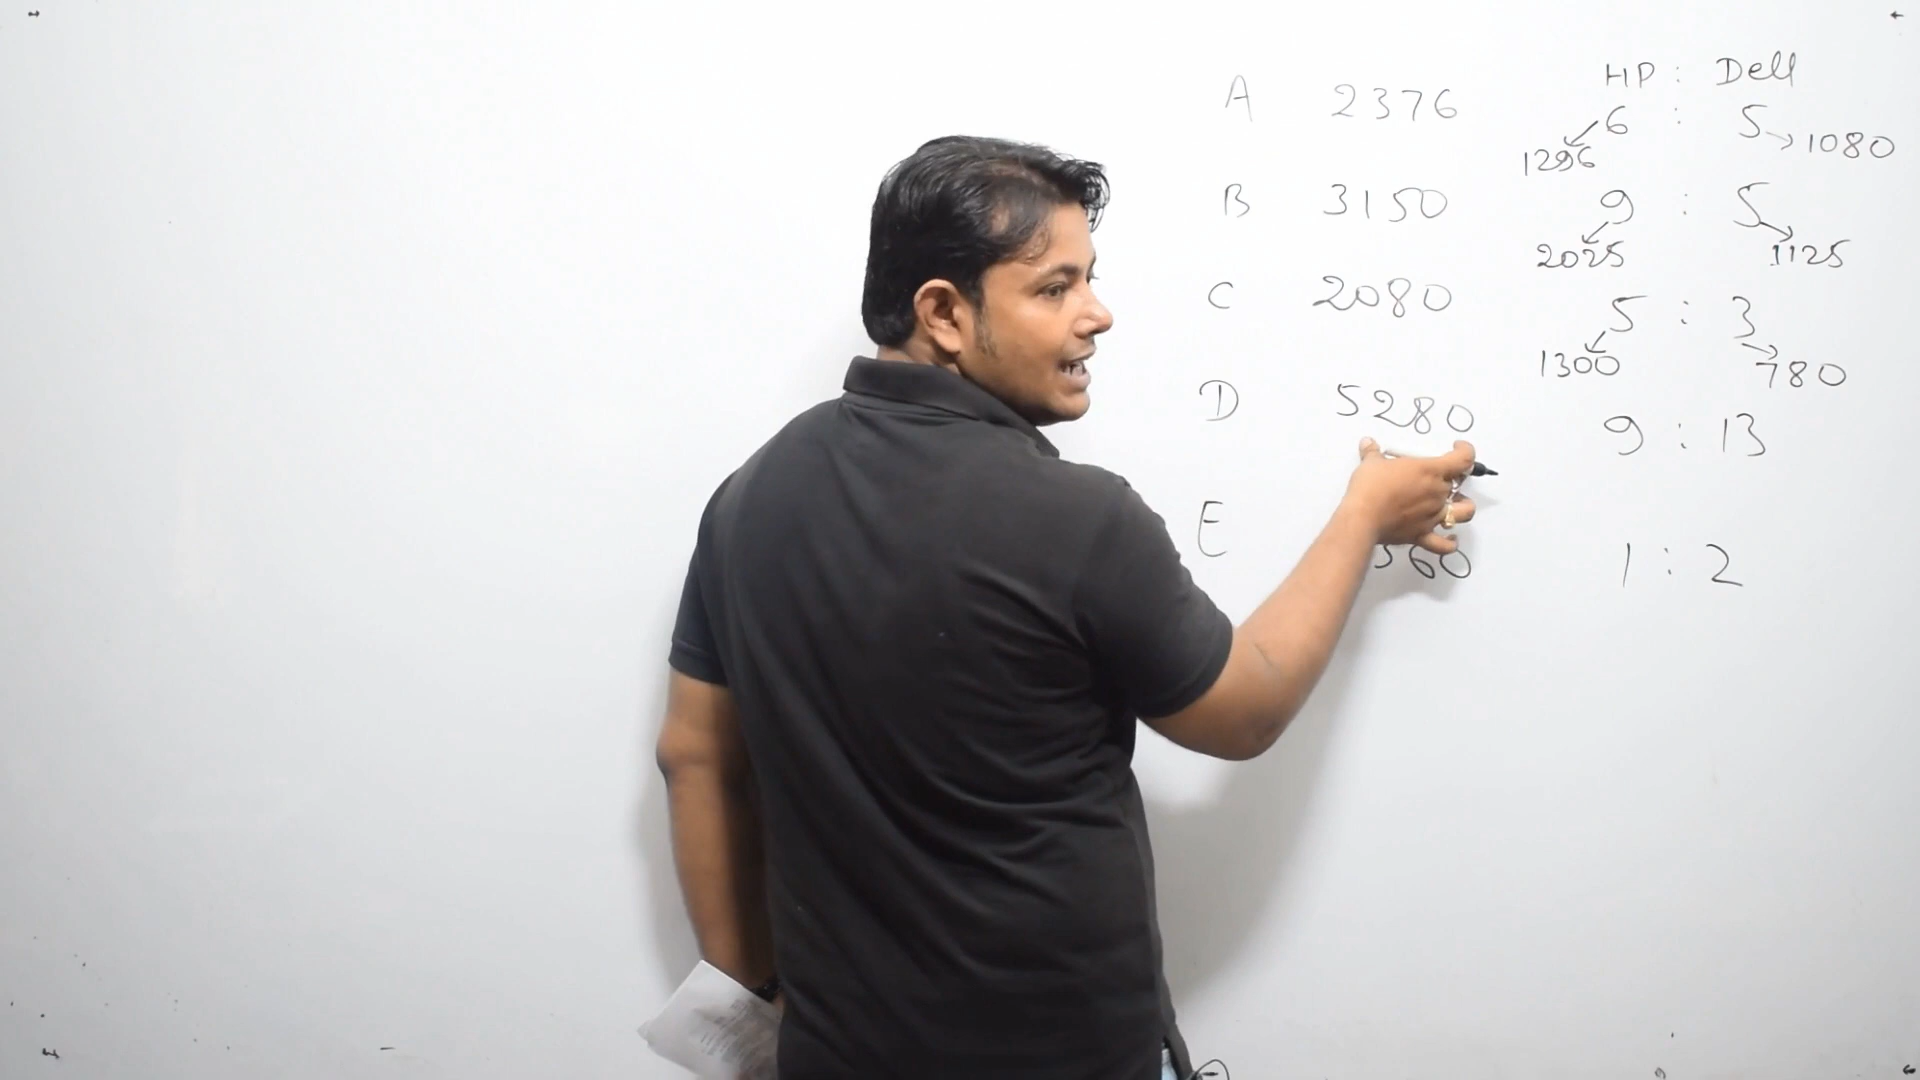 HP : Dell
A 2376 6 : 5
1296 1080
B 3150 9 : 5
2025 1125
C 2080 5 : 3
1300 780
D 5280 9 : 13
E 1 : 2